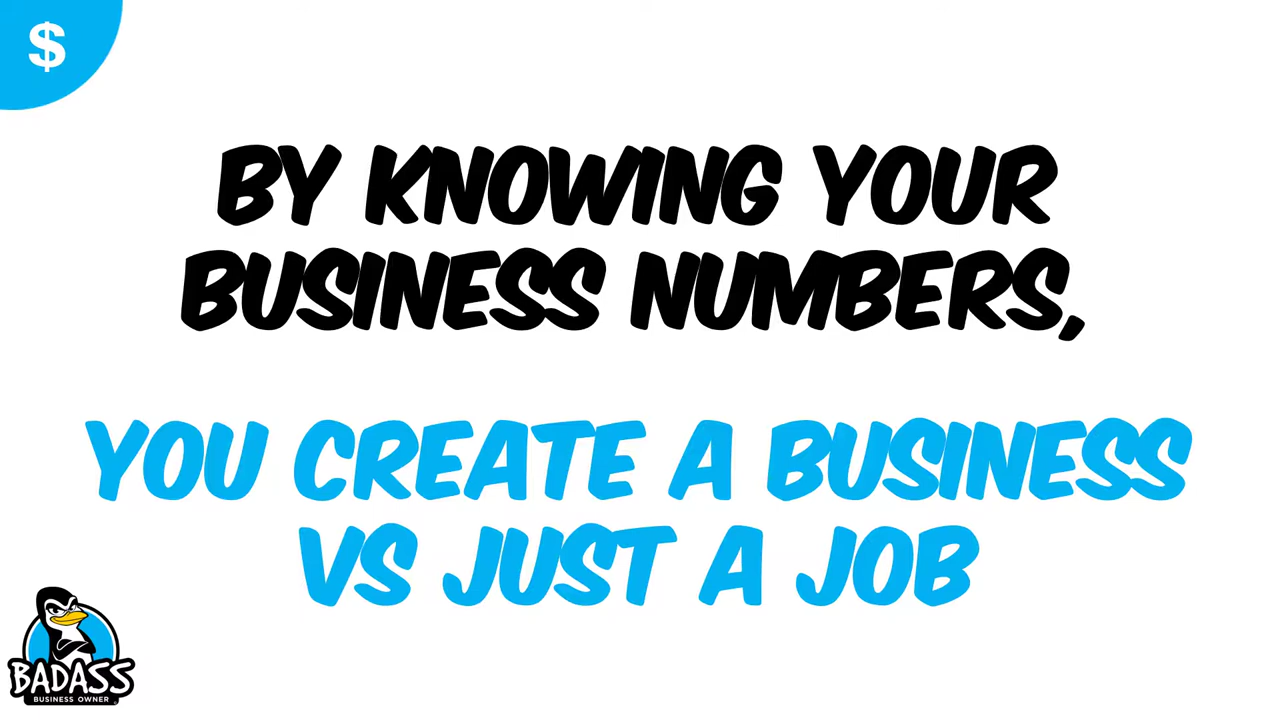 $
BY KNOWING YOUR
BUSINESS NUMBERS,
YOU CREATE A BUSINESS
VS JUST A JOB
BADASS
BUSINESS OWNER